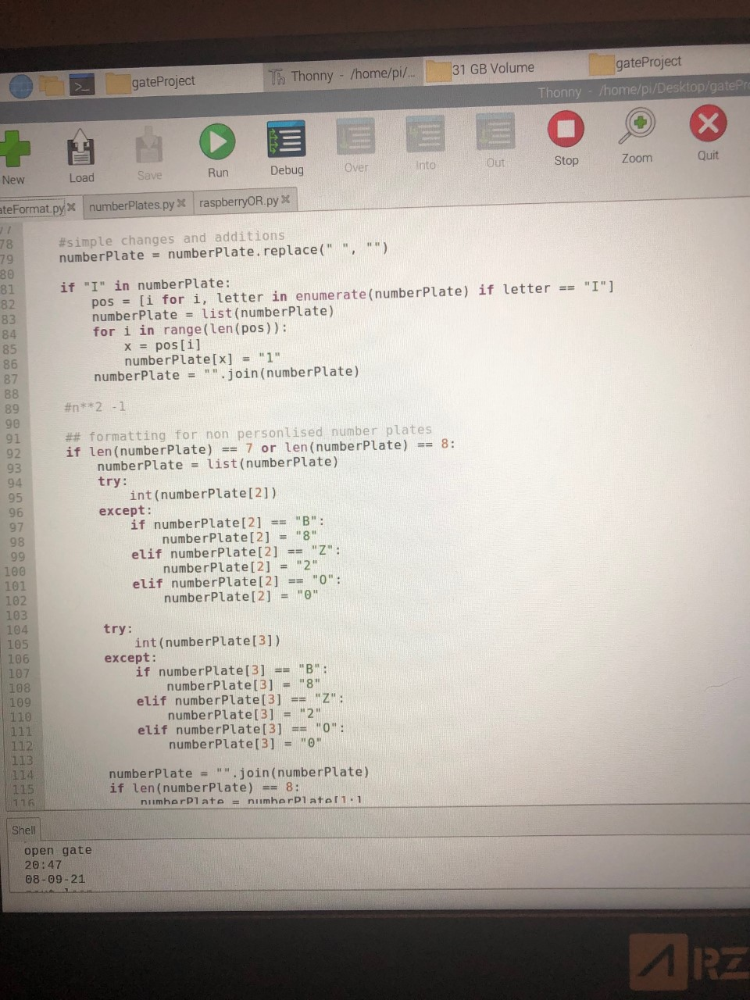 gateProject
Thonny - /home/pi/...
31 GB Volume
gateProject
Thonny - /home/pi/Desktop/gatePro
New
Load
Save
Run
Debug
Over
Into
Out
Stop
Zoom
Quit
ateFormat.py
numberPlates.py
raspberryOR.py
78 #simple changes and additions
79 numberPlate = numberPlate.replace(" ", "")
80
81 if "I" in numberPlate:
82 pos = [i for i, letter in enumerate(numberPlate) if letter == "I"]
83 numberPlate = list(numberPlate)
84 for i in range(len(pos)):
85 x = pos[i]
86 numberPlate[x] = "1"
87 numberPlate = "".join(numberPlate)
88
89 #n**2 -1
90
91 ## formatting for non personlised number plates
92 if len(numberPlate) == 7 or len(numberPlate) == 8:
93 numberPlate = list(numberPlate)
94 try:
95 int(numberPlate[2])
96 except:
97 if numberPlate[2] == "B":
98 numberPlate[2] = "8"
99 elif numberPlate[2] == "Z":
100 numberPlate[2] = "2"
101 elif numberPlate[2] == "O":
102 numberPlate[2] = "0"
103
104 try:
105 int(numberPlate[3])
106 except:
107 if numberPlate[3] == "B":
108 numberPlate[3] = "8"
109 elif numberPlate[3] == "Z":
110 numberPlate[3] = "2"
111 elif numberPlate[3] == "O":
112 numberPlate[3] = "0"
113
114 numberPlate = "".join(numberPlate)
115 if len(numberPlate) == 8:
116 numberPlate = numberPlate[1:]
Shell
open gate
20:47
08-09-21
RZ